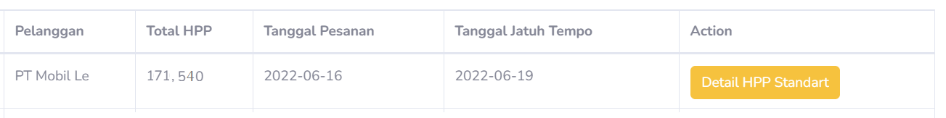 Pelanggan Total HPP Tanggal Pesanan Tanggal Jatuh Tempo Action
PT Mobil Le 171,540 2022-06-16 2022-06-19 Detail HPP Standart